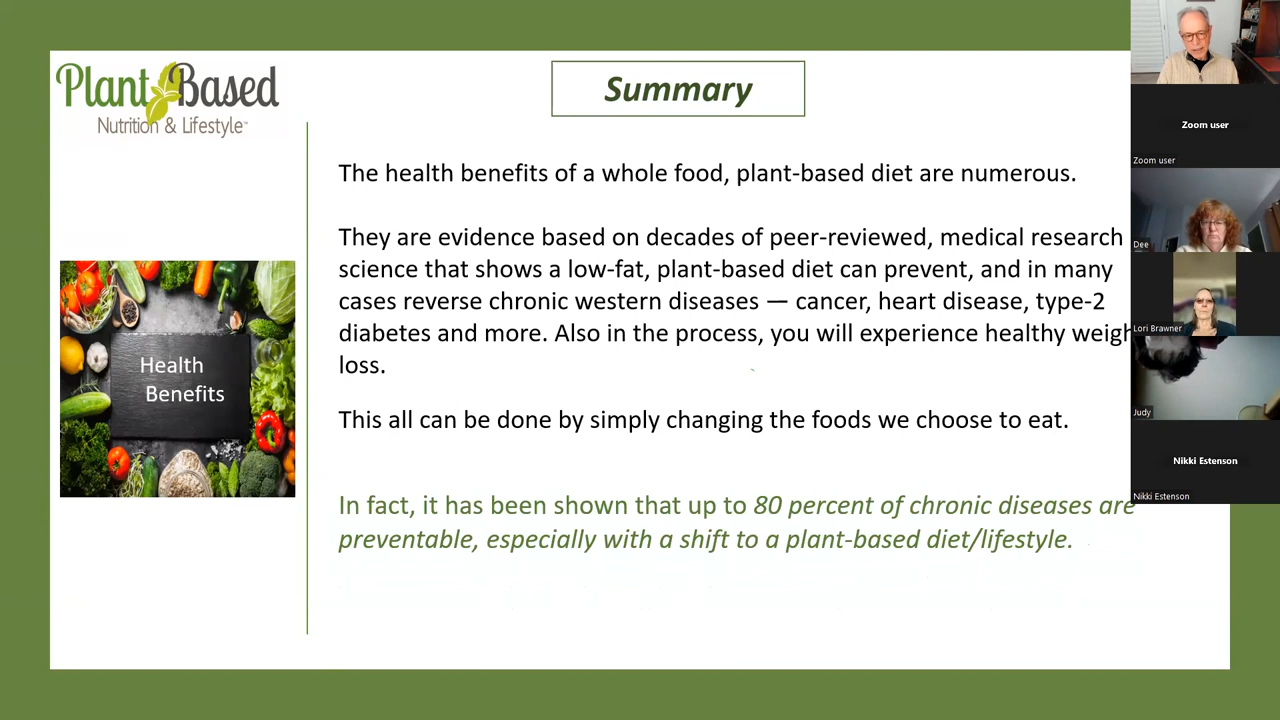 Plant Based
Nutrition & Lifestyle™
Summary
The health benefits of a whole food, plant-based diet are numerous.
They are evidence based on decades of peer-reviewed, medical research
science that shows a low-fat, plant-based diet can prevent, and in many
cases reverse chronic western diseases — cancer, heart disease, type-2
diabetes and more. Also in the process, you will experience healthy weigh
loss.
This all can be done by simply changing the foods we choose to eat.
In fact, it has been shown that up to 80 percent of chronic diseases are
preventable, especially with a shift to a plant-based diet/lifestyle.
Health
Benefits
Zoom user
Zoom user
Dee
Lori Brawner
Judy
Nikki Estenson
Nikki Estenson